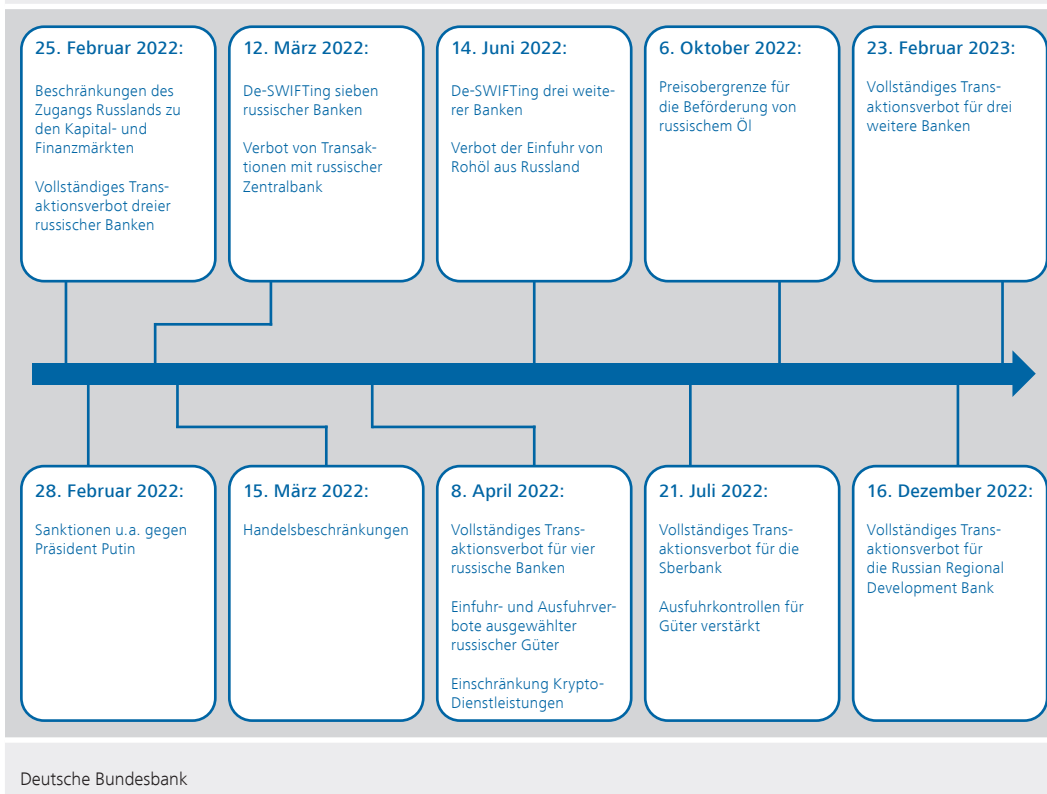 25. Februar 2022:
Beschränkungen des
Zugangs Russlands zu
den Kapital- und
Finanzmärkten
Vollständiges Trans-
aktionsverbot dreier
russischer Banken
12. März 2022:
De-SWIFTing sieben
russischer Banken
Verbot von Transak-
tionen mit russischer
Zentralbank
14. Juni 2022:
De-SWIFTing drei weite-
rer Banken
Verbot der Einfuhr von
Rohöl aus Russland
6. Oktober 2022:
Preisobergrenze für
die Beförderung von
russischem Öl
23. Februar 2023:
Vollständiges Trans-
aktionsverbot für drei
weitere Banken
28. Februar 2022:
Sanktionen u.a. gegen
Präsident Putin
15. März 2022:
Handelsbeschränkungen
8. April 2022:
Vollständiges Trans-
aktionsverbot für vier
russische Banken
Einfuhr- und Ausfuhrver-
bote ausgewählter
russischer Güter
Einschränkung Krypto-
Dienstleistungen
21. Juli 2022:
Vollständiges Trans-
aktionsverbot für die
Sberbank
Ausfuhrkontrollen für
Güter verstärkt
16. Dezember 2022:
Vollständiges Trans-
aktionsverbot für
die Russian Regional
Development Bank
Deutsche Bundesbank